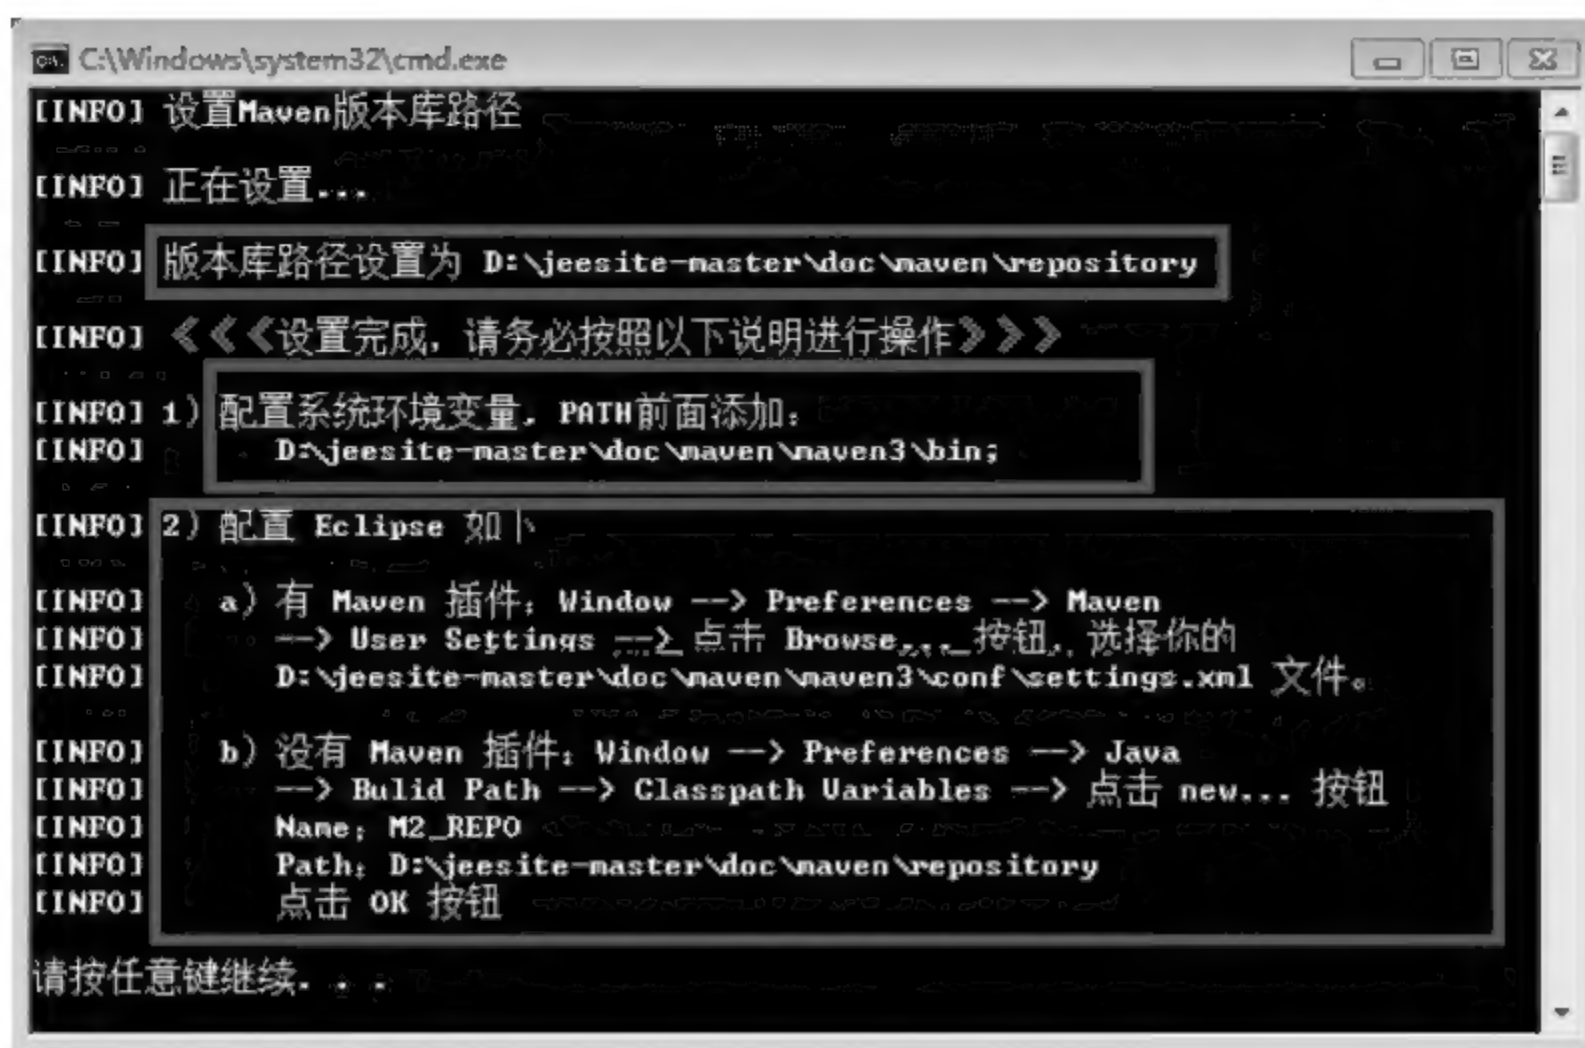 C:\Windows\system32\cmd.exe
[INFO] 设置Maven版本库路径
[INFO] 正在设置...
[INFO] 版本库路径设置为 D:\jeesite-master\doc\maven\repository
[INFO] 《《《设置完成，请务必按照以下说明进行操作》》》
[INFO] 1）配置系统环境变量，PATH前面添加：
[INFO] D:\jeesite-master\doc\maven\maven3\bin;
[INFO] 2）配置 Eclipse 如下
[INFO] a）有 Maven 插件：Window --> Preferences --> Maven
[INFO] --> User Settings --> 点击 Browse... 按钮，选择你的
[INFO] D:\jeesite-master\doc\maven\maven3\conf\settings.xml 文件。
[INFO] b）没有 Maven 插件：Window --> Preferences --> Java
[INFO] --> Bulid Path --> Classpath Variables --> 点击 new... 按钮
[INFO] Name：M2_REPO
[INFO] Path：D:\jeesite-master\doc\maven\repository
[INFO] 点击 OK 按钮
请按任意键继续. . .